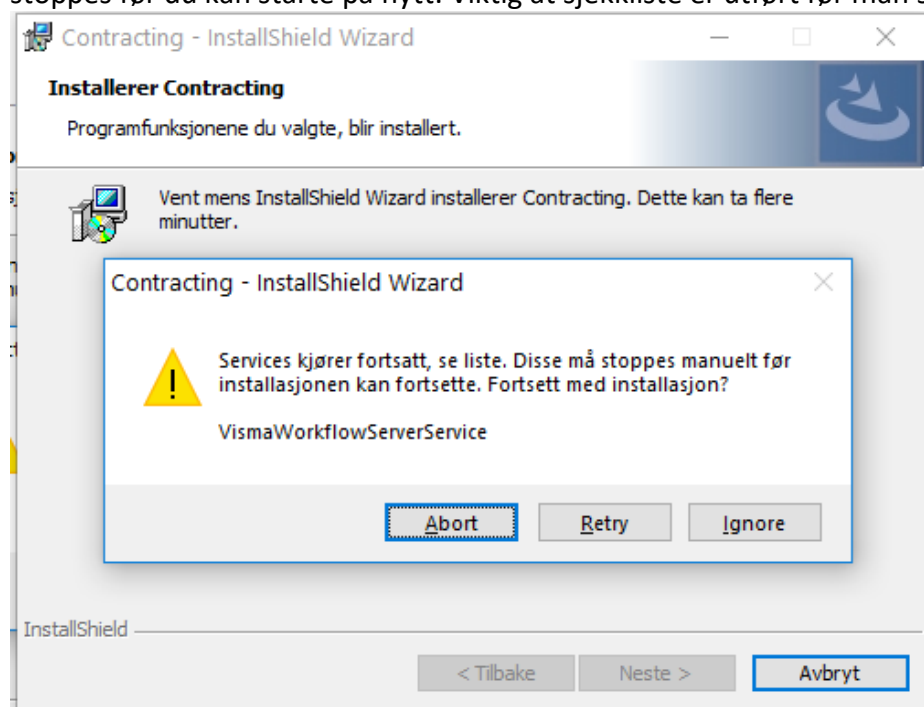 stoppes før du kan starte på nytt. Viktig at sjekkliste er utført før man
Contracting - InstallShield Wizard
Installerer Contracting
Programfunksjonene du valgte, blir installert.
Vent mens InstallShield Wizard installerer Contracting. Dette kan ta flere
minutter.
Contracting - InstallShield Wizard
Services kjører fortsatt, se liste. Disse må stoppes manuelt før
installasjonen kan fortsette. Fortsett med installasjon?
VismaWorkflowServerService
Abort Retry Ignore
InstallShield
< Tilbake Neste > Avbryt